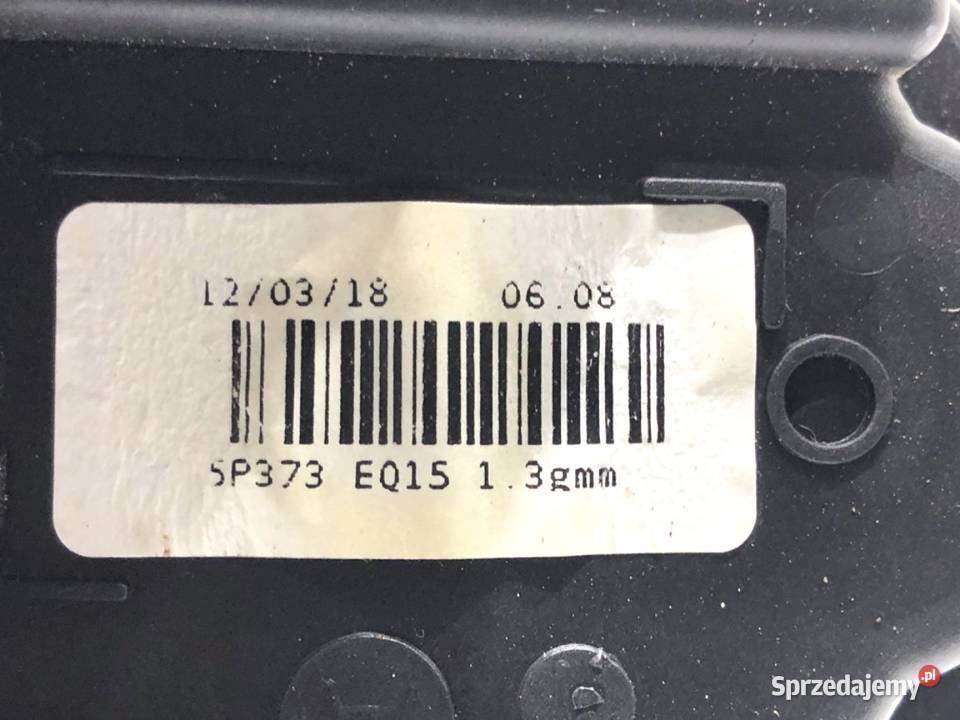 12/03/18 06.08
5P373 EQ15 1.3gmm
Sprzedajemy.pl